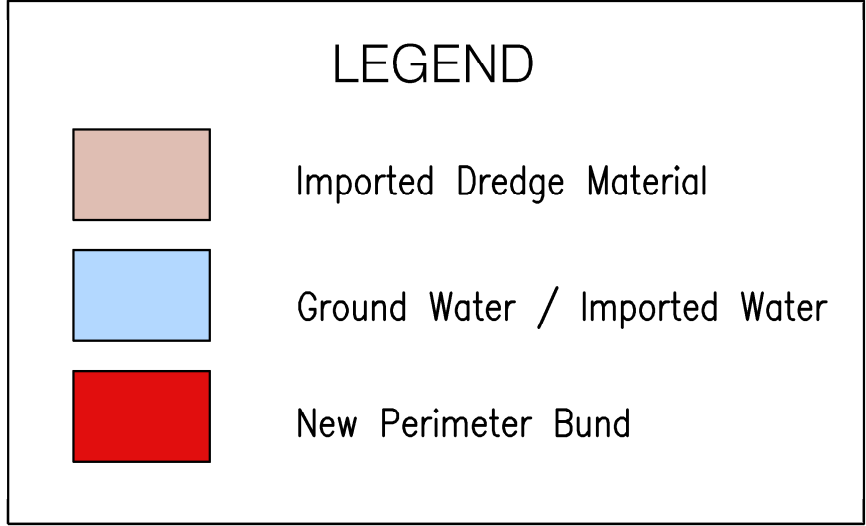 LEGEND
Imported Dredge Material
Ground Water / Imported Water
New Perimeter Bund